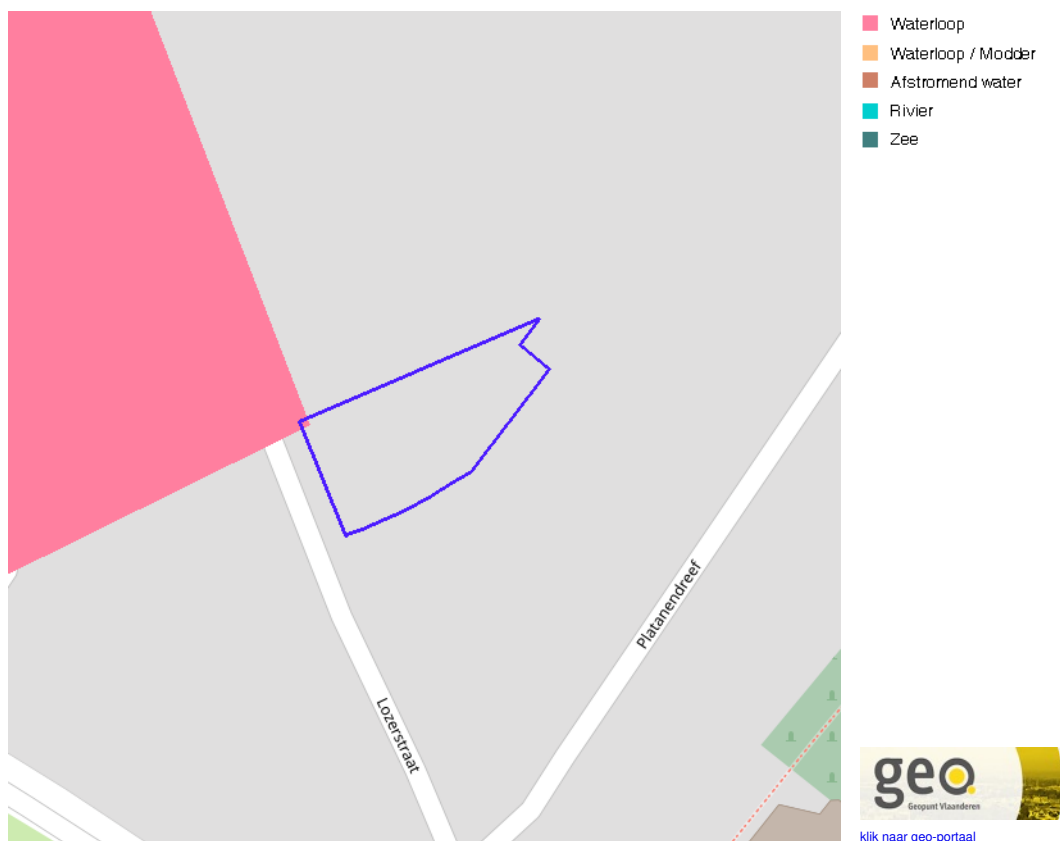 Waterloop
Waterloop / Modder
Afstromend water
Rivier
Zee
Platanendreef
Lozerstraat
geo
Geopunt Vlaanderen
klik naar geo-portaal